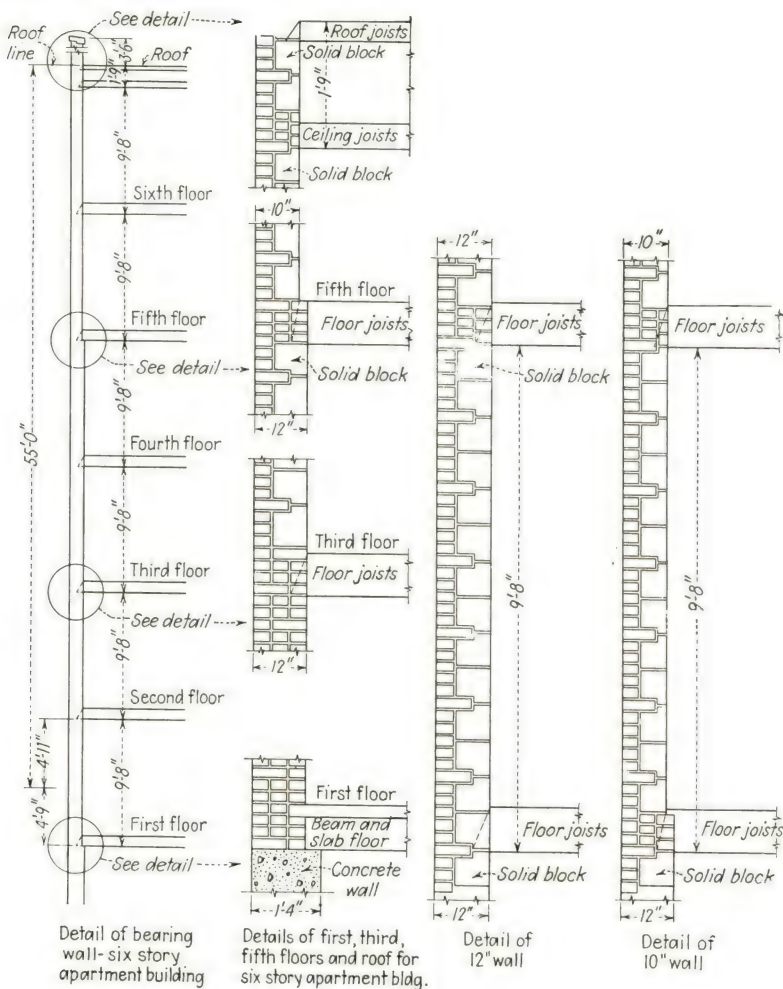 See detail
Roof line
Roof
3'-6"
1'-9"
9'-8"
Sixth floor
9'-8"
Fifth floor
See detail
9'-8"
55'-0"
Fourth floor
9'-8"
Third floor
See detail
9'-8"
Second floor
4'-11"
9'-8"
4'-9"
First floor
See detail
Detail of bearing
wall- six story
apartment building
Roof joists
Solid block
1'-9"
Ceiling joists
Solid block
10"
Fifth floor
Floor joists
Solid block
12"
Third floor
Floor joists
12"
First floor
Beam and
slab floor
Concrete
wall
1'-4"
Details of first, third,
fifth floors and roof for
six story apartment bldg.
12"
Floor joists
Solid block
9'-8"
Floor joists
Solid block
12"
Detail of
12" wall
10"
Floor joists
9'-8"
Floor joists
Solid block
12"
Detail of
10" wall